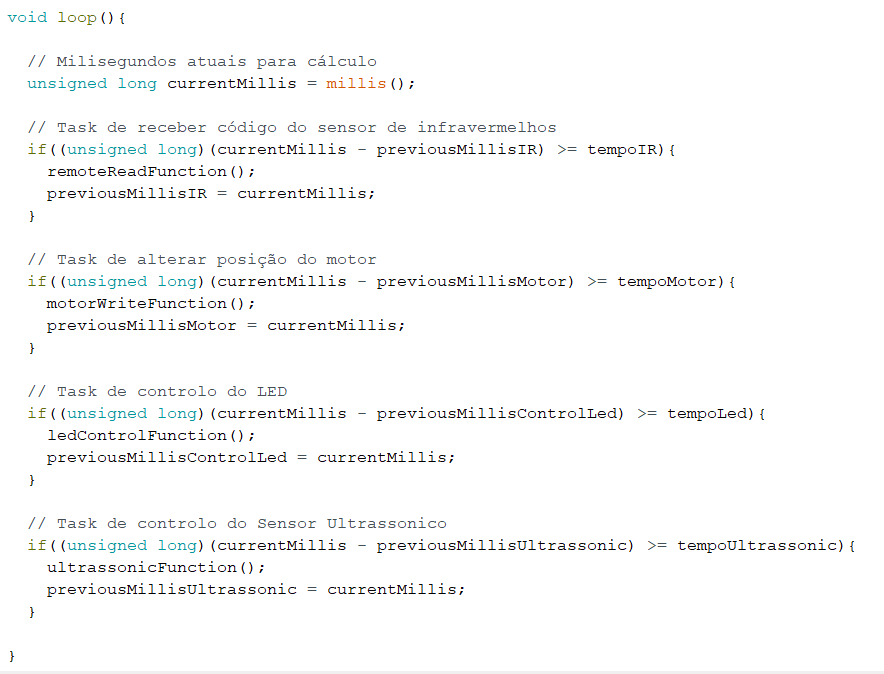 void loop(){
// Milisegundos atuais para cálculo
unsigned long currentMillis = millis();
// Task de receber código do sensor de infravermelhos
if((unsigned long)(currentMillis - previousMillisIR) >= tempoIR){
remoteReadFunction();
previousMillisIR = currentMillis;
}
// Task de alterar posição do motor
if((unsigned long)(currentMillis - previousMillisMotor) >= tempoMotor){
motorWriteFunction();
previousMillisMotor = currentMillis;
}
// Task de controlo do LED
if((unsigned long)(currentMillis - previousMillisControlLed) >= tempoLed){
ledControlFunction();
previousMillisControlLed = currentMillis;
}
// Task de controlo do Sensor Ultrassonico
if((unsigned long)(currentMillis - previousMillisUltrassonic) >= tempoUltrassonic){
ultrassonicFunction();
previousMillisUltrassonic = currentMillis;
}
}